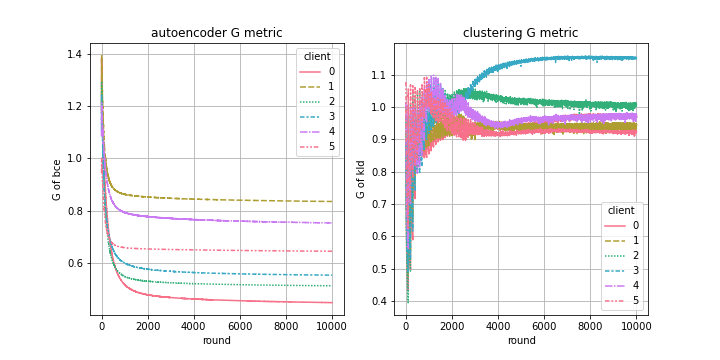 autoencoder G metric
G of bce
1.4
1.2
1.0
0.8
0.6
0 2000 4000 6000 8000 10000
round
client
0
1
2
3
4
5
clustering G metric
G of kld
1.1
1.0
0.9
0.8
0.7
0.6
0.5
0.4
0 2000 4000 6000 8000 10000
round
client
0
1
2
3
4
5